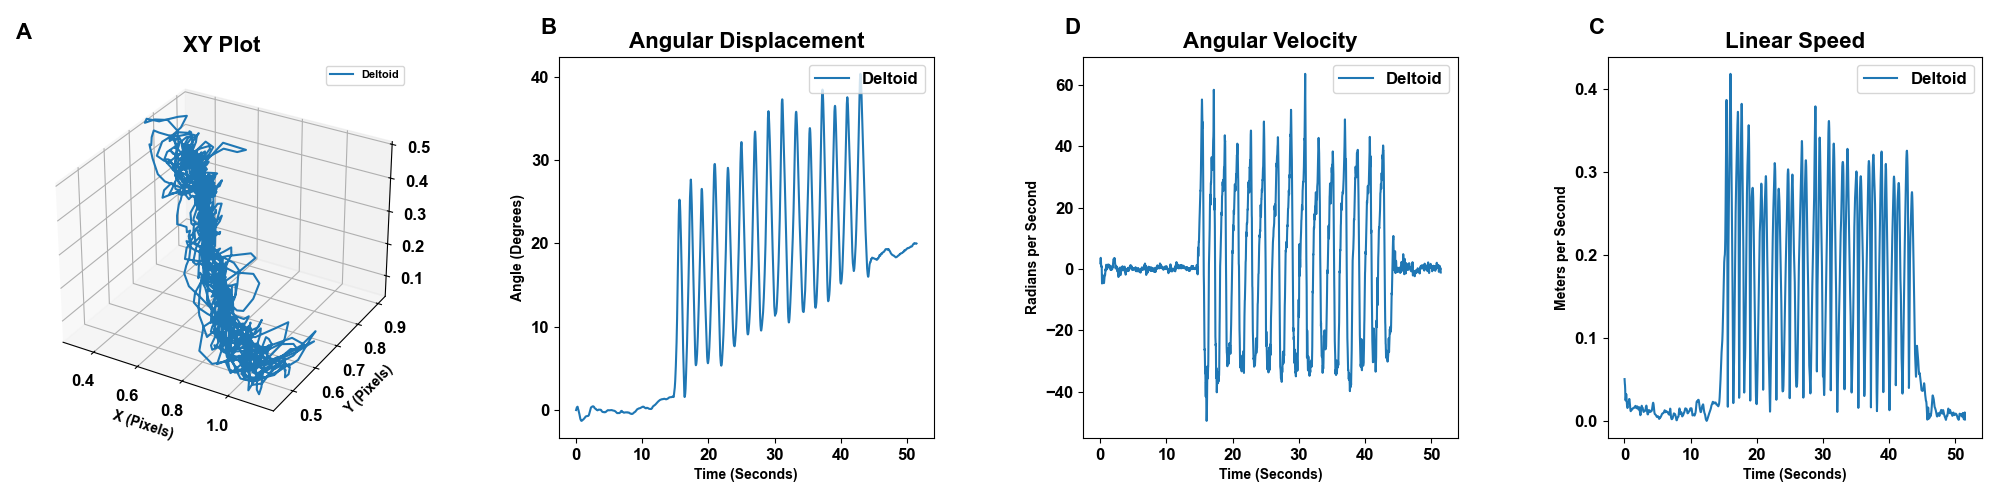 A
XY Plot
Deltoid
0.5
0.4
0.3
0.2
0.1
0.9
0.8
0.7
0.6
0.5
Y (Pixels)
0.4
0.6
0.8
1.0
X (Pixels)
B
Angular Displacement
Deltoid
40
30
20
10
0
Angle (Degrees)
0 10 20 30 40 50
Time (Seconds)
D
Angular Velocity
Deltoid
60
40
20
0
−20
−40
Radians per Second
0 10 20 30 40 50
Time (Seconds)
C
Linear Speed
Deltoid
0.4
0.3
0.2
0.1
0.0
Meters per Second
0 10 20 30 40 50
Time (Seconds)